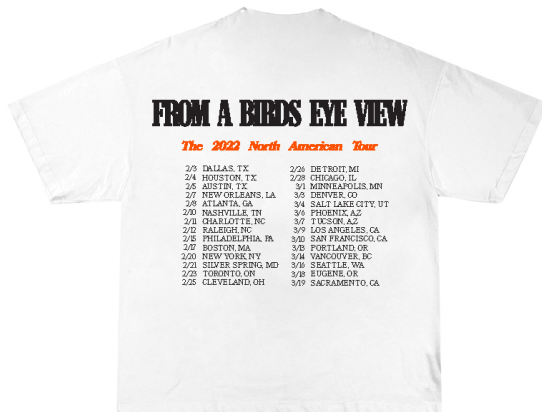 FROM A BIRDS EYE VIEW
The 2022 North American Tour
2/3 DALLAS, TX
2/4 HOUSTON, TX
2/5 AUSTIN, TX
2/7 NEW ORLEANS, LA
2/8 ATLANTA, GA
2/10 NASHVILLE, TN
2/11 CHARLOTTE, NC
2/12 RALEIGH, NC
2/15 PHILADELPHIA, PA
2/17 BOSTON, MA
2/20 NEW YORK, NY
2/21 SILVER SPRING, MD
2/23 TORONTO, ON
2/25 CLEVELAND, OH
2/26 DETROIT, MI
2/28 CHICAGO, IL
3/1 MINNEAPOLIS, MN
3/3 DENVER, CO
3/4 SALT LAKE CITY, UT
3/6 PHOENIX, AZ
3/7 TUCSON, AZ
3/9 LOS ANGELES, CA
3/10 SAN FRANCISCO, CA
3/13 PORTLAND, OR
3/14 VANCOUVER, BC
3/16 SEATTLE, WA
3/18 EUGENE, OR
3/19 SACRAMENTO, CA